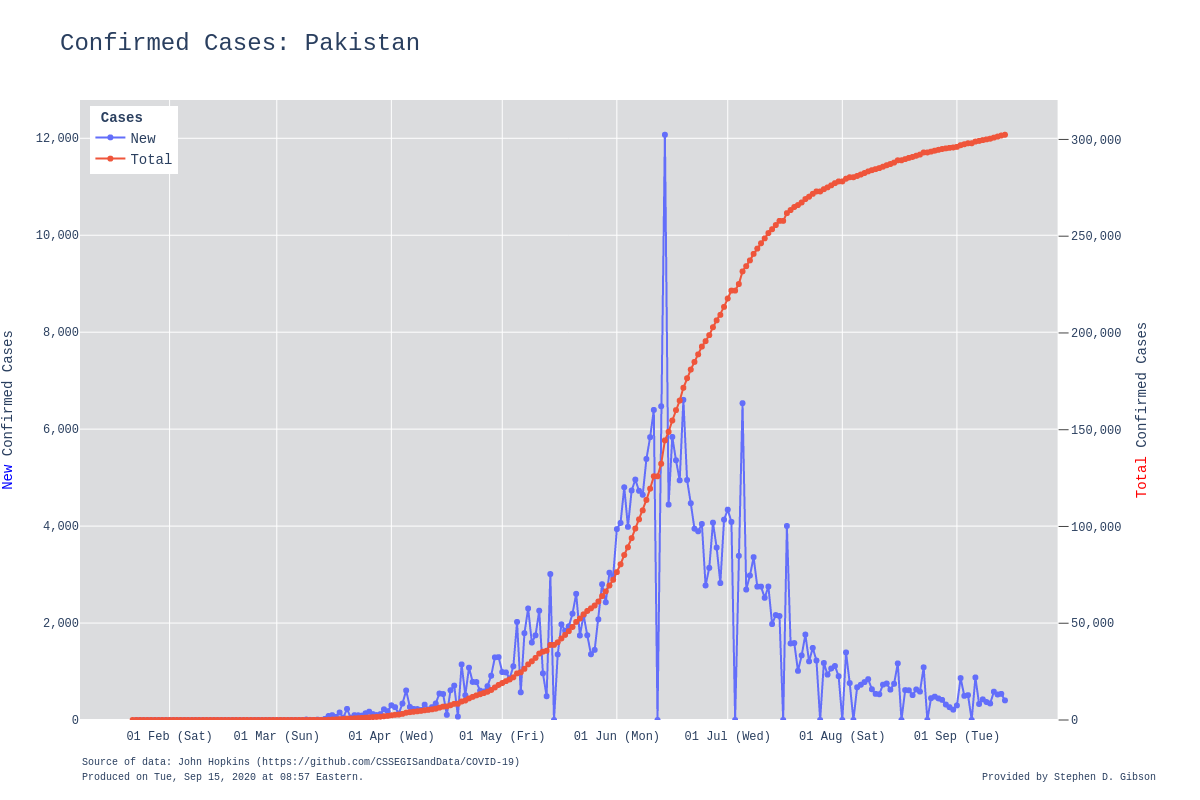 Confirmed Cases: Pakistan
Cases
New
Total
12,000
10,000
8,000
6,000
4,000
2,000
0
New Confirmed Cases
300,000
250,000
200,000
150,000
100,000
50,000
0
Total Confirmed Cases
01 Feb (Sat) 01 Mar (Sun) 01 Apr (Wed) 01 May (Fri) 01 Jun (Mon) 01 Jul (Wed) 01 Aug (Sat) 01 Sep (Tue)
Source of data: John Hopkins (https://github.com/CSSEGISandData/COVID-19)
Produced on Tue, Sep 15, 2020 at 08:57 Eastern.
Provided by Stephen D. Gibson